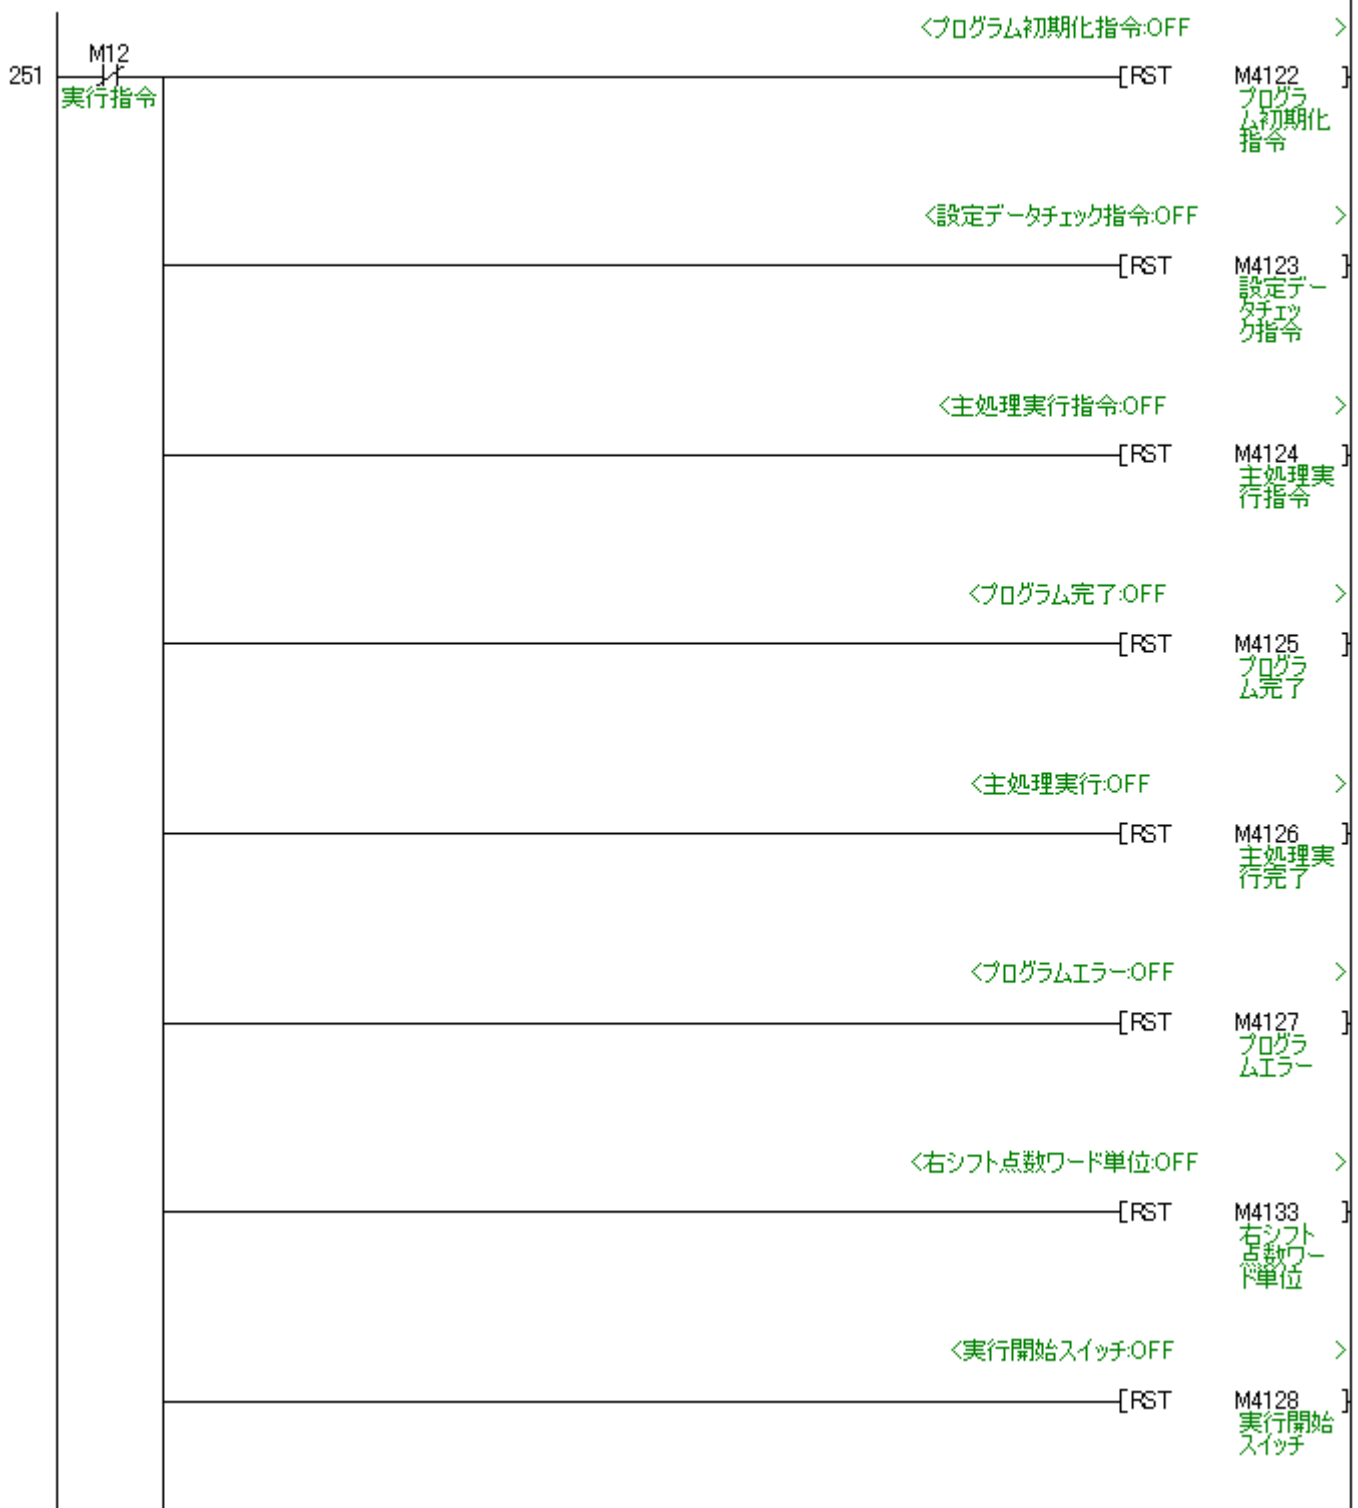 <プログラム初期化指令:OFF >
M12
251 [RST M4122 ]
実行指令
プログラ
ム初期化
指令
<設定データチェック指令:OFF >
[RST M4123 ]
設定デー
タチェッ
ク指令
<主処理実行指令:OFF >
[RST M4124 ]
主処理実
行指令
<プログラム完了:OFF >
[RST M4125 ]
プログラ
ム完了
<主処理実行:OFF >
[RST M4126 ]
主処理実
行完了
<プログラムエラー:OFF >
[RST M4127 ]
プログラ
ムエラー
<右シフト点数ワード単位:OFF >
[RST M4133 ]
右シフト
点数ワー
ド単位
<実行開始スイッチ:OFF >
[RST M4128 ]
実行開始
スイッチ